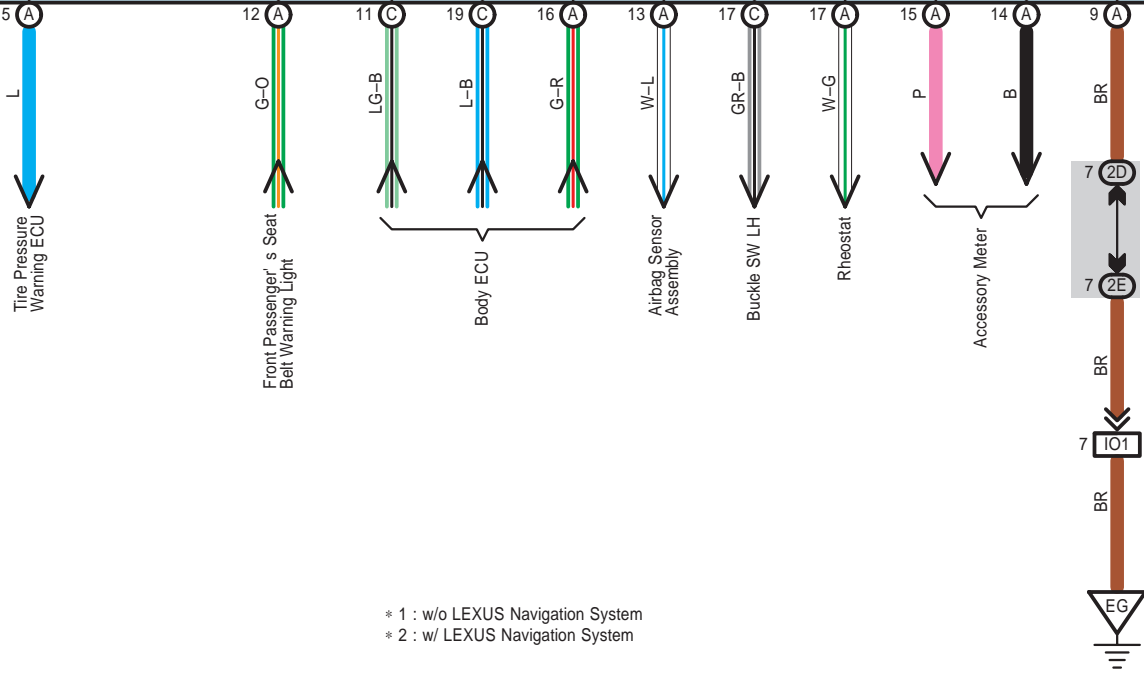 5 A
12 A
11 C
19 C
16 A
13 A
17 C
17 A
15 A
14 A
9 A
L
G–O
LG–B
L–B
G–R
W–L
GR–B
W–G
P
B
BR
7 2D
7 2E
Tire Pressure
Warning ECU
Front Passenger' s Seat
Belt Warning Light
Body ECU
Airbag Sensor
Assembly
Buckle SW LH
Rheostat
Accessory Meter
BR
7 IO1
BR
EG
* 1 : w/o LEXUS Navigation System
* 2 : w/ LEXUS Navigation System